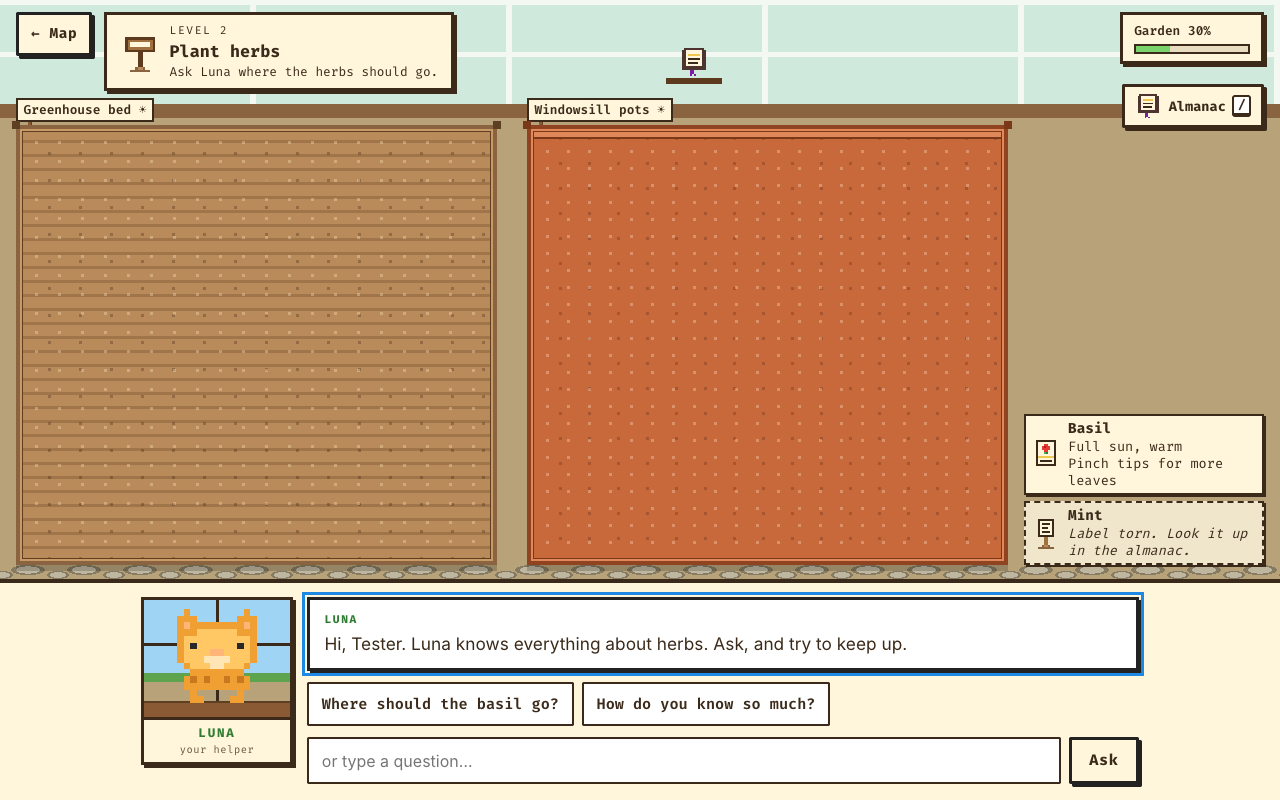 ← Map
LEVEL 2
Plant herbs
Ask Luna where the herbs should go.
Garden 30%
Almanac /
Greenhouse bed ☀
Windowsill pots ☀
Basil
Full sun, warm
Pinch tips for more
leaves
Mint
Label torn. Look it up
in the almanac.
LUNA
your helper
LUNA
Hi, Tester. Luna knows everything about herbs. Ask, and try to keep up.
Where should the basil go?
How do you know so much?
or type a question...
Ask